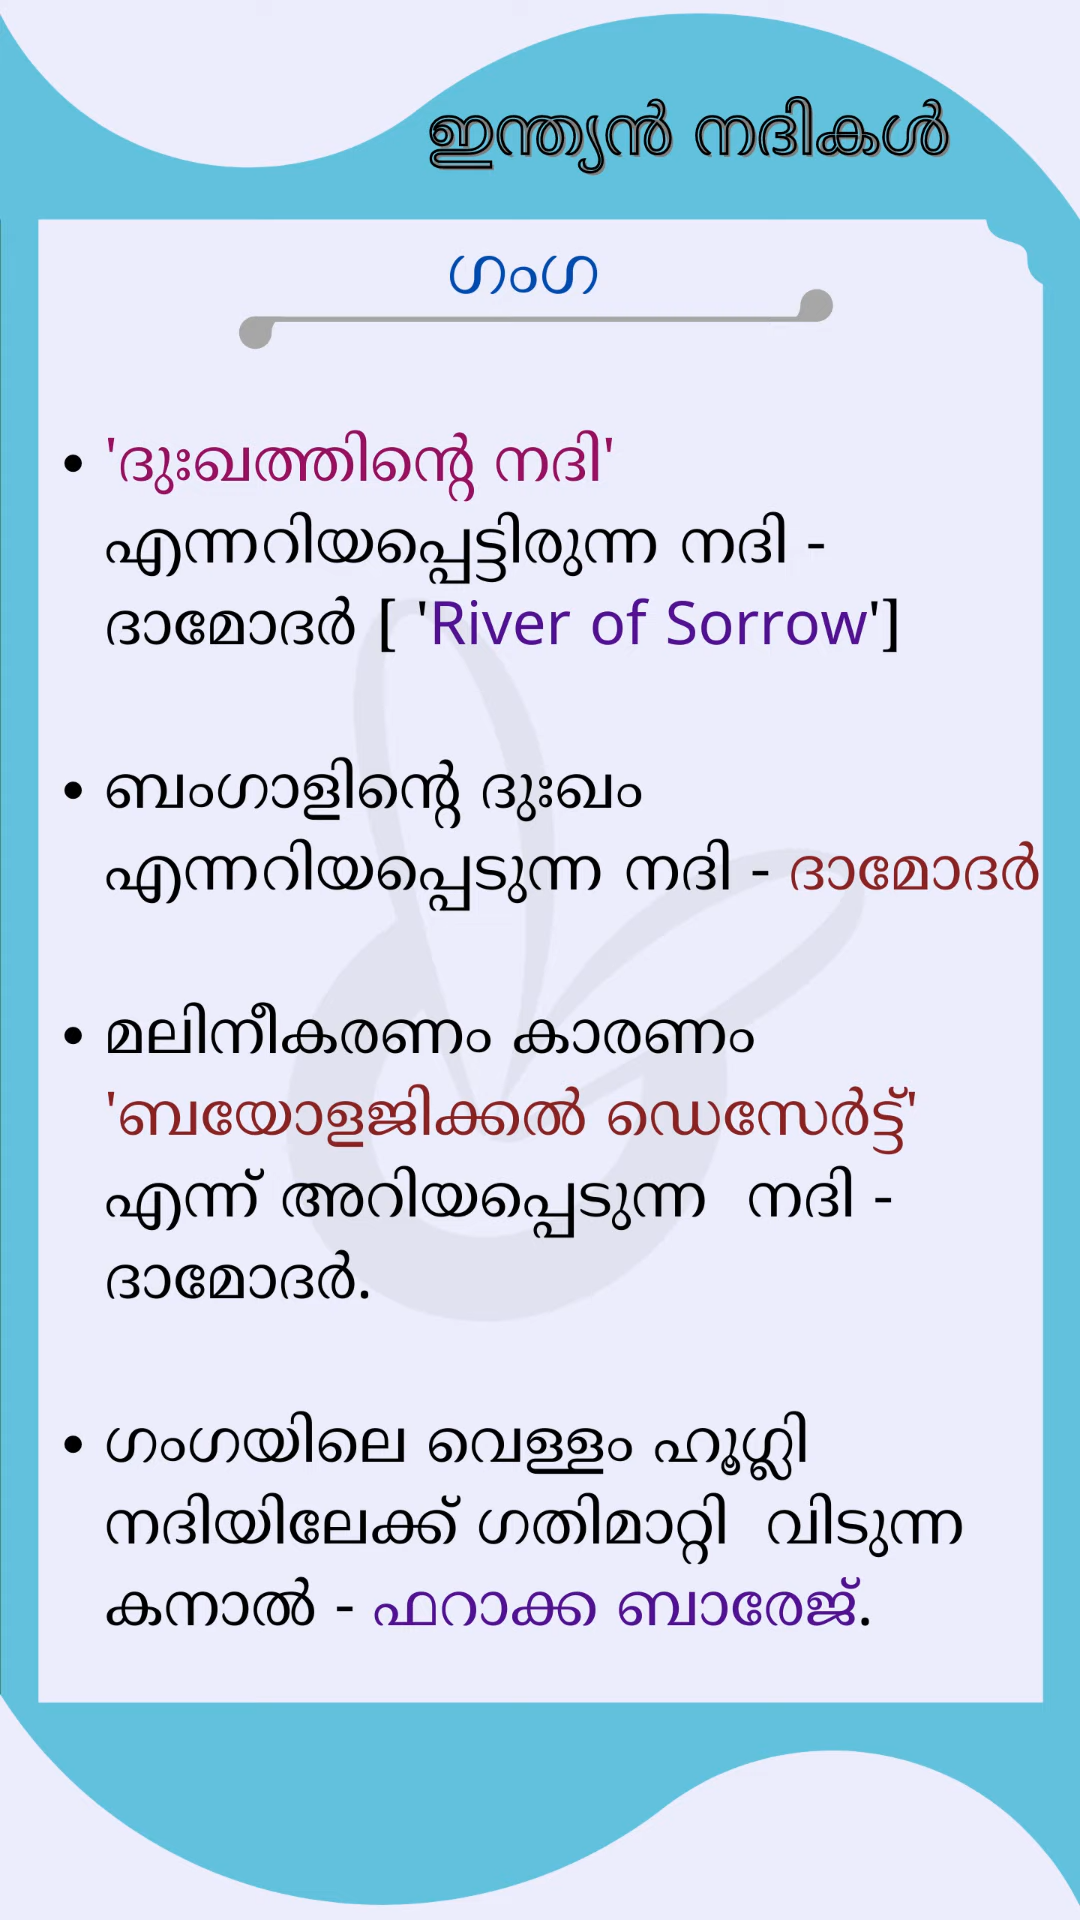 ഇന്ത്യൻ നദികൾ
ഗംഗ
• 'ദുഃഖത്തിന്റെ നദി'
എന്നറിയപ്പെട്ടിരുന്ന നദി -
ദാമോദർ [ 'River of Sorrow']
• ബംഗാളിന്റെ ദുഃഖം
എന്നറിയപ്പെടുന്ന നദി - ദാമോദർ
• മലിനീകരണം കാരണം
'ബയോളജിക്കൽ ഡെസേർട്ട്'
എന്ന് അറിയപ്പെടുന്ന നദി -
ദാമോദർ.
• ഗംഗയിലെ വെള്ളം ഹൂഗ്ലി
നദിയിലേക്ക് ഗതിമാറ്റി വിടുന്ന
കനാൽ - ഫറാക്ക ബാരേജ്.